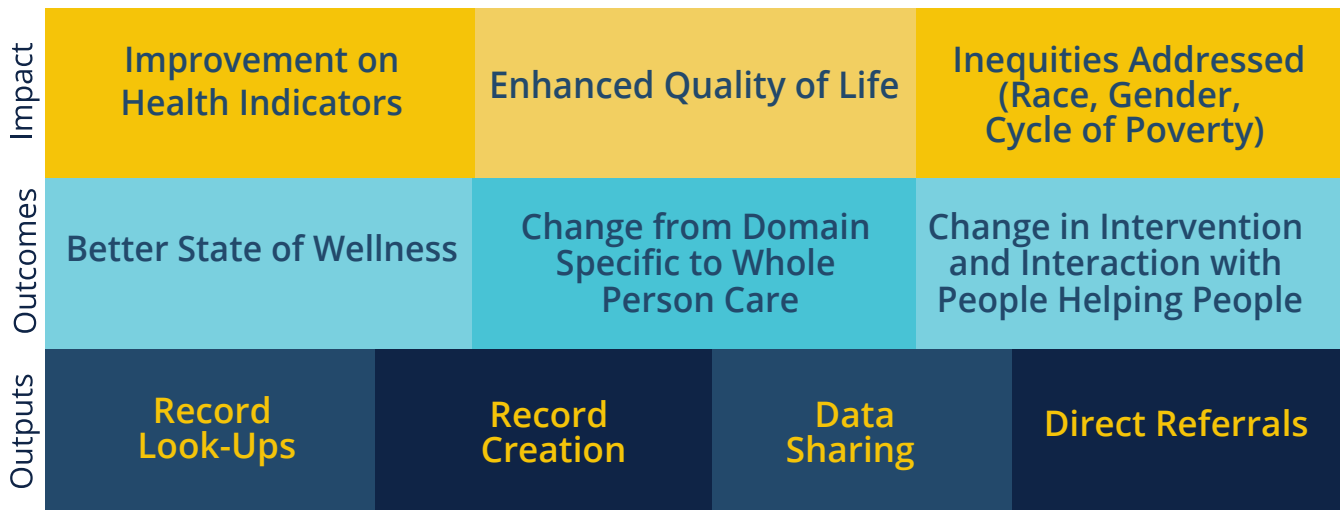 Impact
Improvement on
Health Indicators
Enhanced Quality of Life
Inequities Addressed
(Race, Gender,
Cycle of Poverty)
Outcomes
Better State of Wellness
Change from Domain
Specific to Whole
Person Care
Change in Intervention
and Interaction with
People Helping People
Outputs
Record
Look-Ups
Record
Creation
Data
Sharing
Direct Referrals